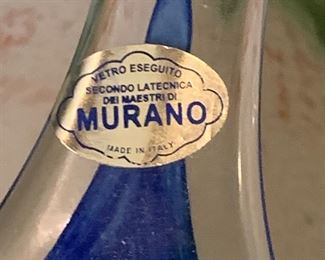 VETRO ESEGUITO
SECONDO LATECNICA
DEI MAESTRI DI
MURANO
MADE IN ITALY